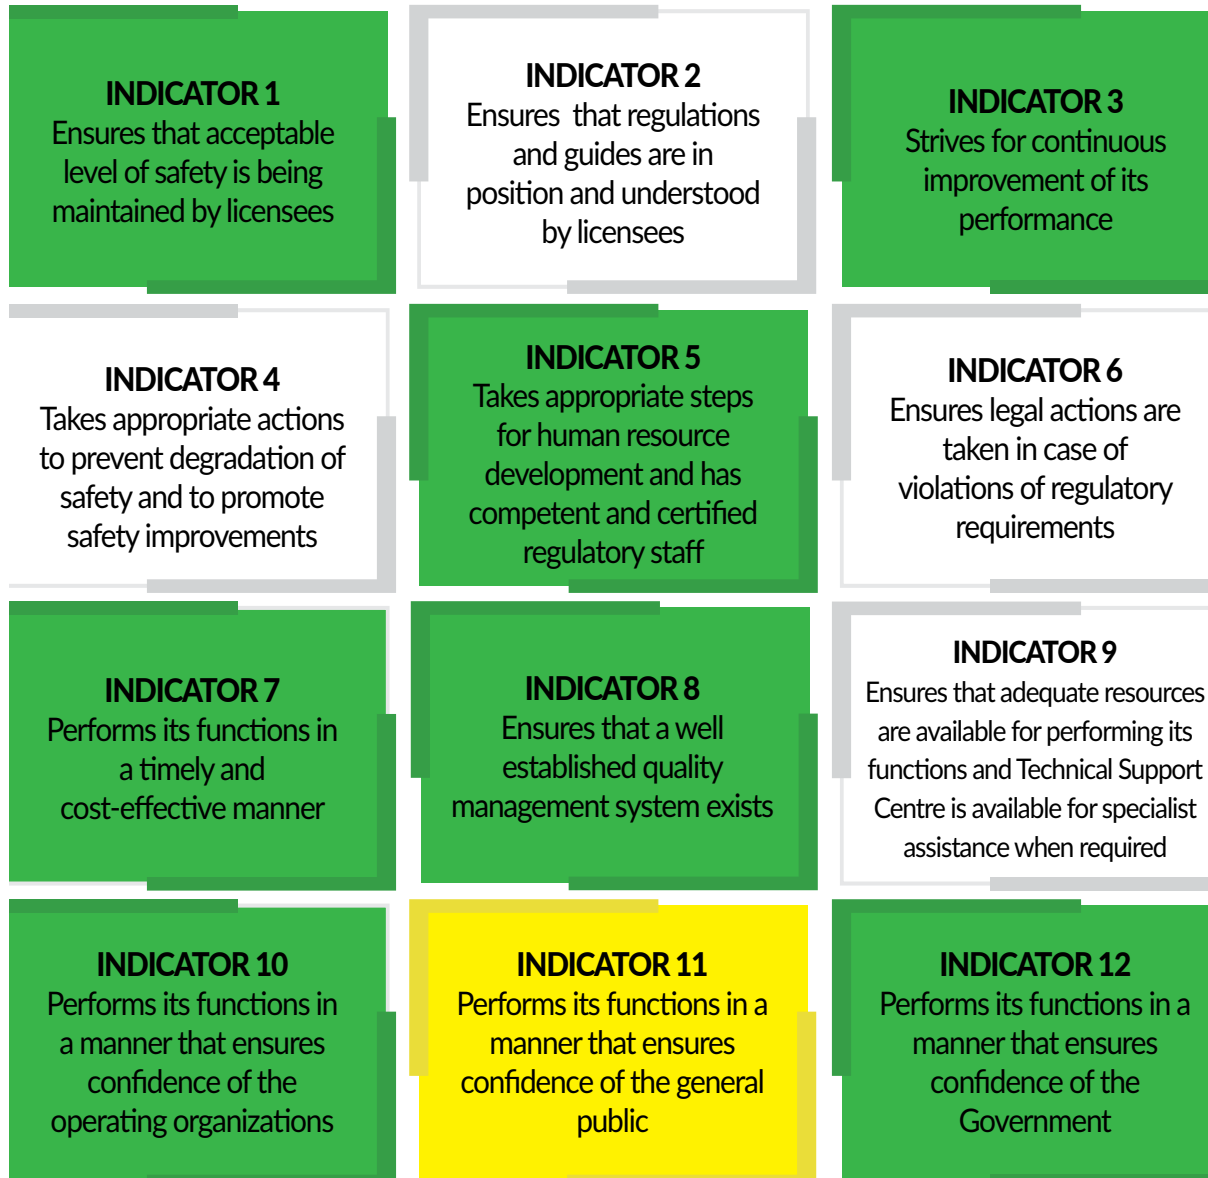 INDICATOR 1
Ensures that acceptable
level of safety is being
maintained by licensees
INDICATOR 2
Ensures that regulations
and guides are in
position and understood
by licensees
INDICATOR 3
Strives for continuous
improvement of its
performance
INDICATOR 4
Takes appropriate actions
to prevent degradation of
safety and to promote
safety improvements
INDICATOR 5
Takes appropriate steps
for human resource
development and has
competent and certified
regulatory staff
INDICATOR 6
Ensures legal actions are
taken in case of
violations of regulatory
requirements
INDICATOR 7
Performs its functions in
a timely and
cost-effective manner
INDICATOR 8
Ensures that a well
established quality
management system exists
INDICATOR 9
Ensures that adequate resources
are available for performing its
functions and Technical Support
Centre is available for specialist
assistance when required
INDICATOR 10
Performs its functions in
a manner that ensures
confidence of the
operating organizations
INDICATOR 11
Performs its functions in a
manner that ensures
confidence of the general
public
INDICATOR 12
Performs its functions in a
manner that ensures
confidence of the
Government